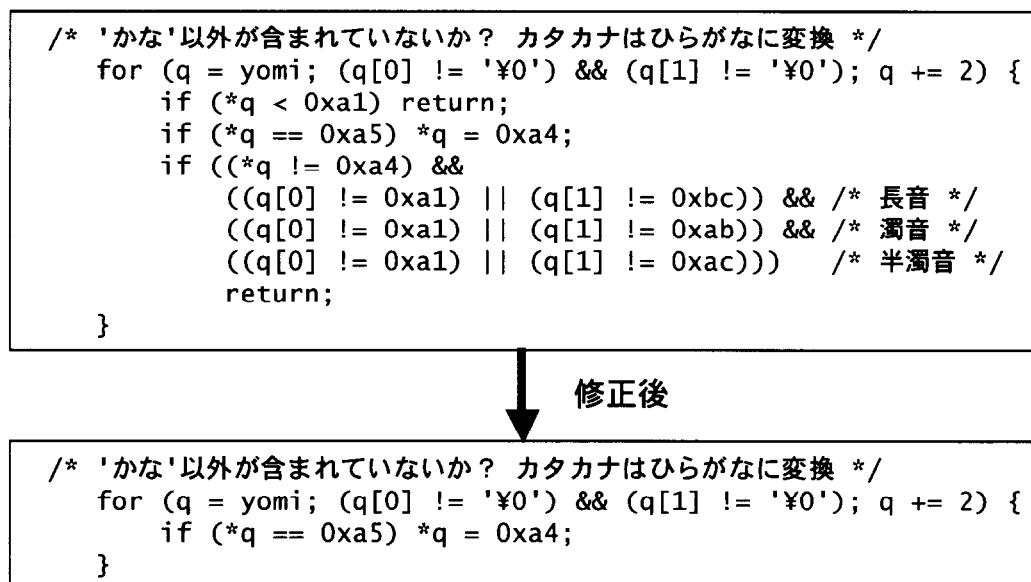 /* 'かな'以外が含まれていないか? カタカナはひらがなに変換 */
for (q = yomi; (q[0] != '¥0') && (q[1] != '¥0'); q += 2) {
if (*q < 0xa1) return;
if (*q == 0xa5) *q = 0xa4;
if ((*q != 0xa4) &&
((q[0] != 0xa1) || (q[1] != 0xbc)) && /* 長音 */
((q[0] != 0xa1) || (q[1] != 0xab)) && /* 濁音 */
((q[0] != 0xa1) || (q[1] != 0xac))) /* 半濁音 */
return;
}
修正後
/* 'かな'以外が含まれていないか? カタカナはひらがなに変換 */
for (q = yomi; (q[0] != '¥0') && (q[1] != '¥0'); q += 2) {
if (*q == 0xa5) *q = 0xa4;
}